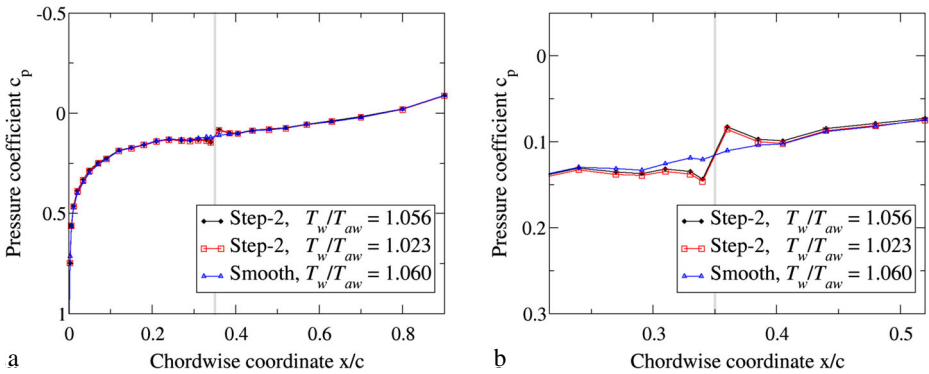 -0.5
0
0.5
1
Pressure coefficient c_p
0
0.2
0.4
0.6
0.8
Chordwise coordinate x/c
Step-2, T_w/T_aw = 1.056
Step-2, T_w/T_aw = 1.023
Smooth, T_w/T_aw = 1.060
a
0
0.1
0.2
0.3
Pressure coefficient c_p
0.3
0.4
0.5
Chordwise coordinate x/c
Step-2, T_w/T_aw = 1.056
Step-2, T_w/T_aw = 1.023
Smooth, T_w/T_aw = 1.060
b